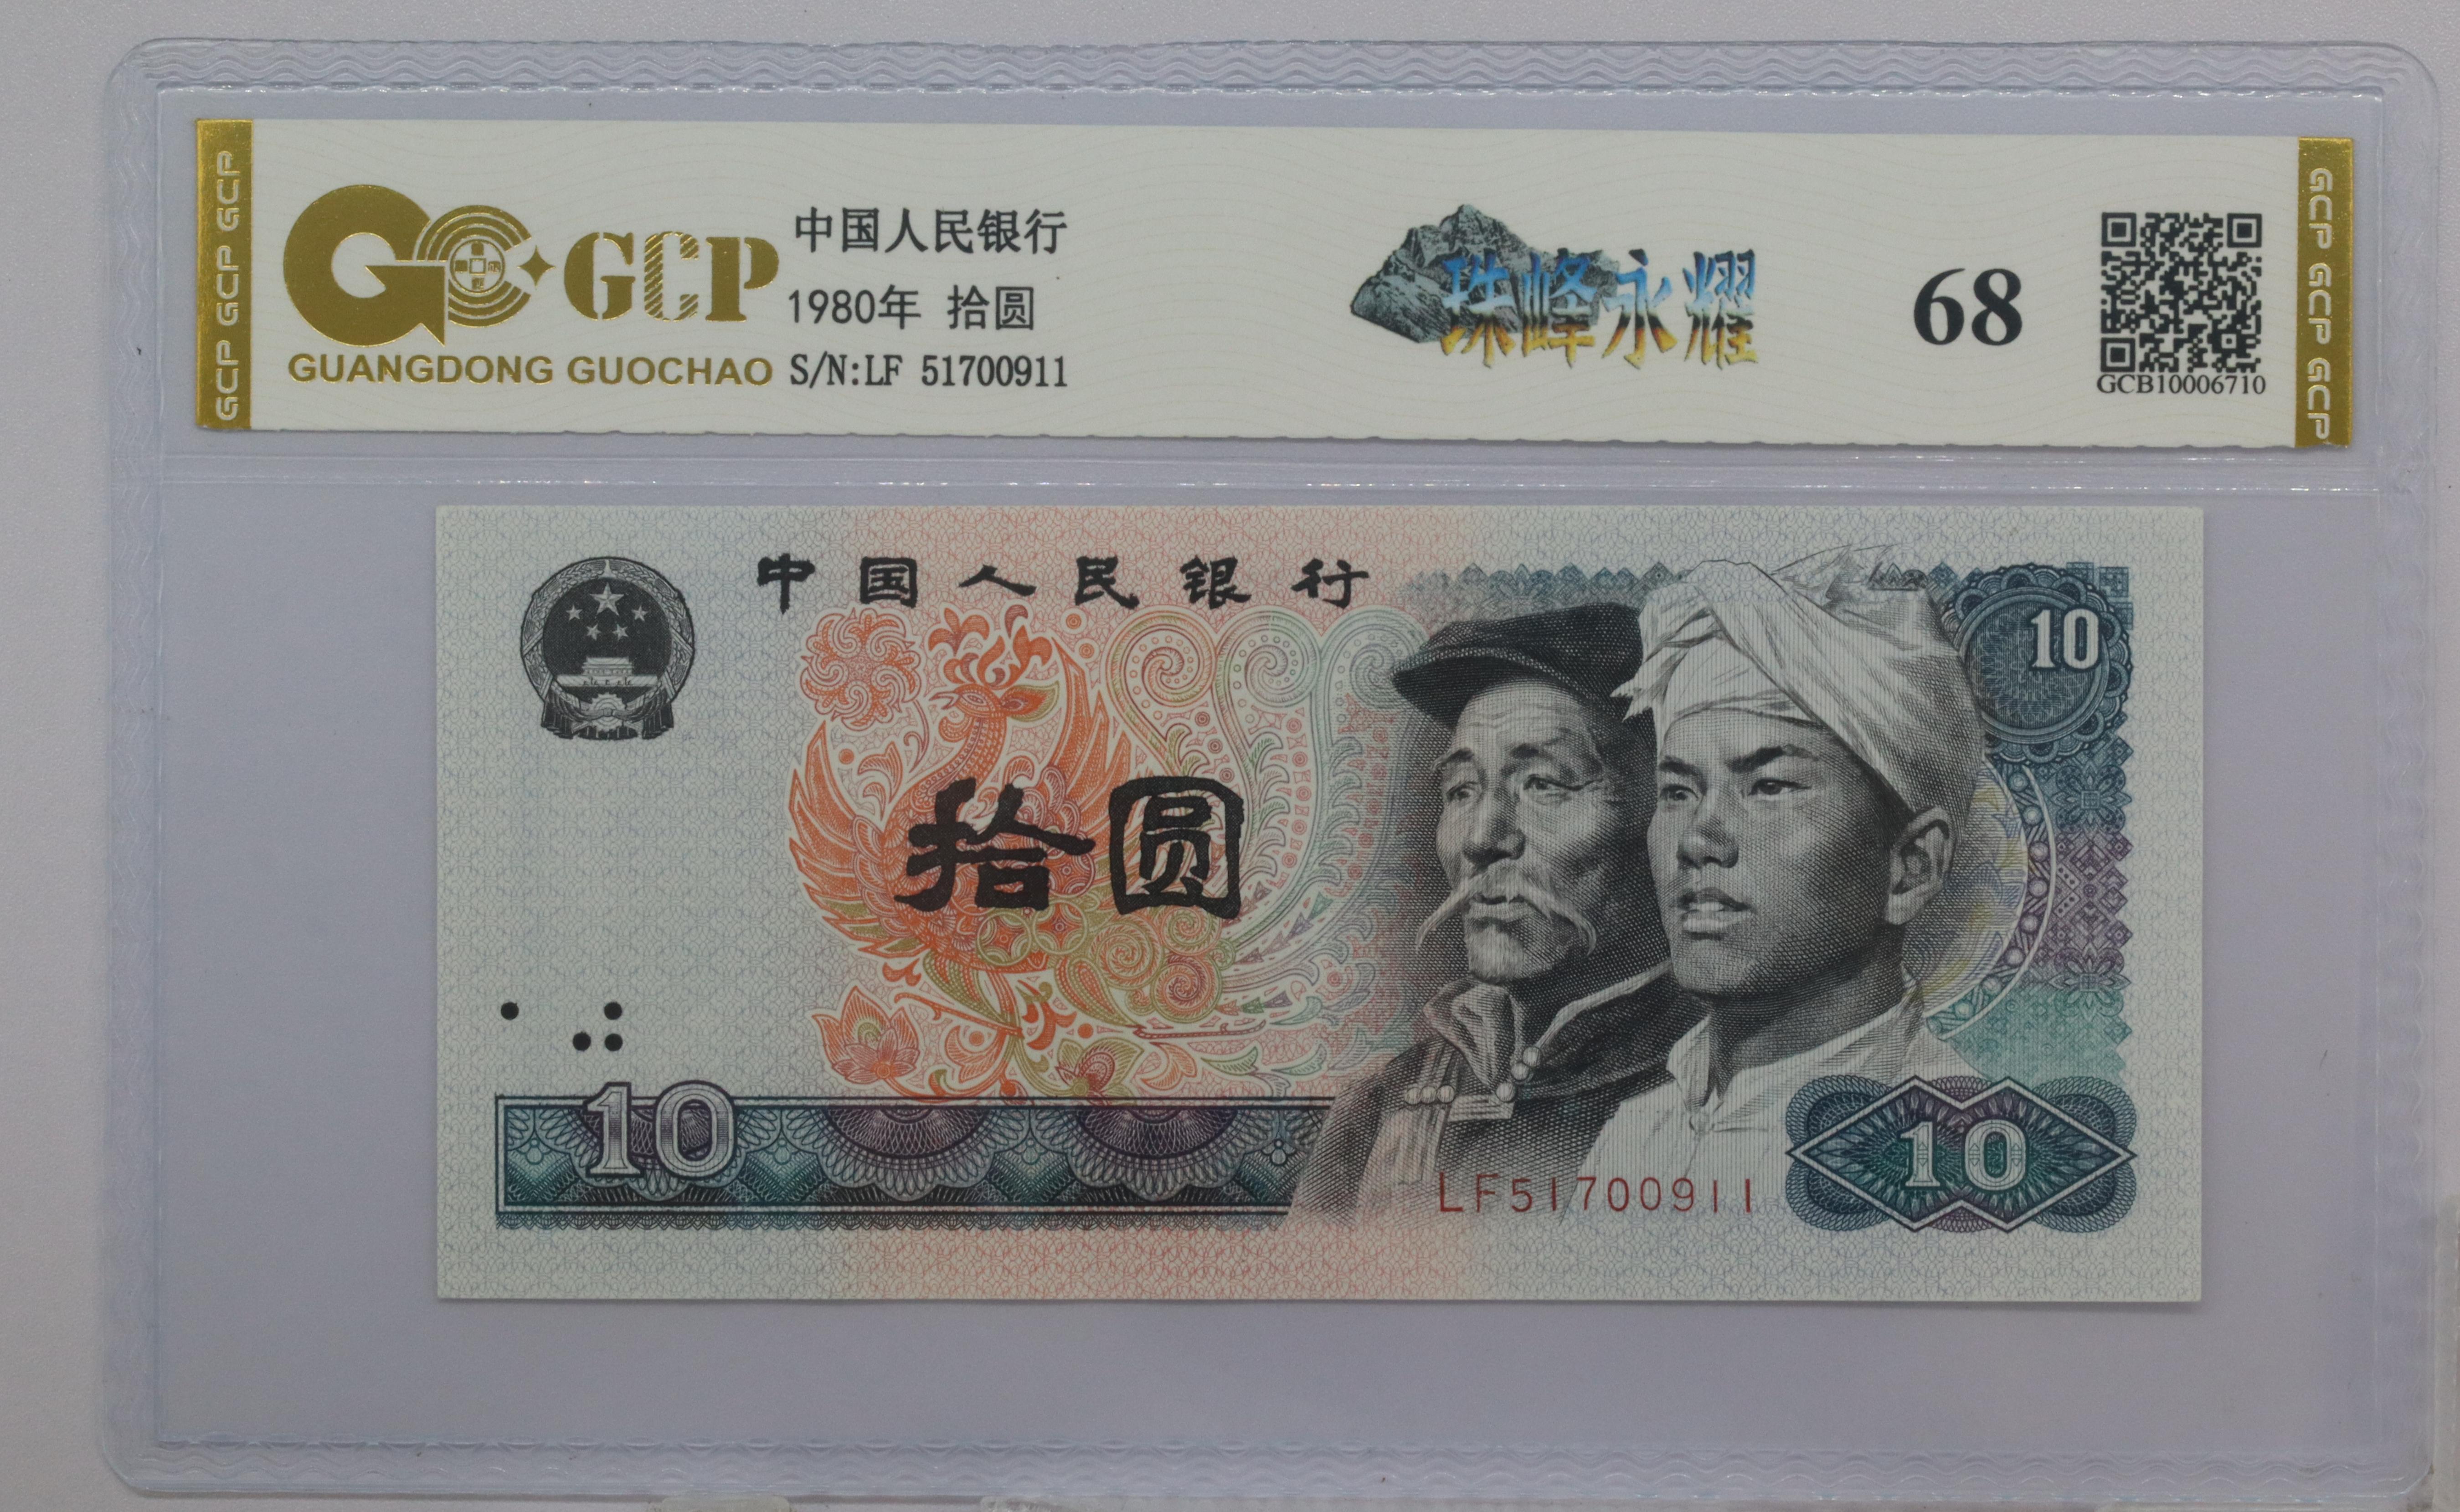 GCP GCP GCP
GCP
GUANGDONG GUOCHAO
中国人民银行
1980年 拾圆
S/N:LF 51700911
珠峰永耀
68
GCB10006710
GCP GCP GCP
中国人民银行
10
拾圆
10
LF51700911
10